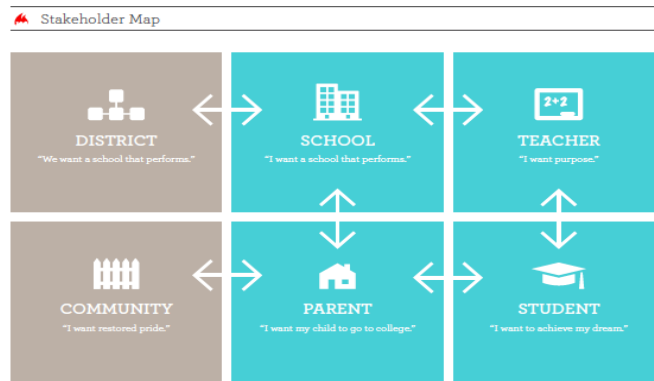 Stakeholder Map
DISTRICT
"We want a school that performs."
SCHOOL
"I want a school that performs."
2+2
TEACHER
"I want purpose."
COMMUNITY
"I want restored pride."
PARENT
"I want my child to go to college."
STUDENT
"I want to achieve my dream."